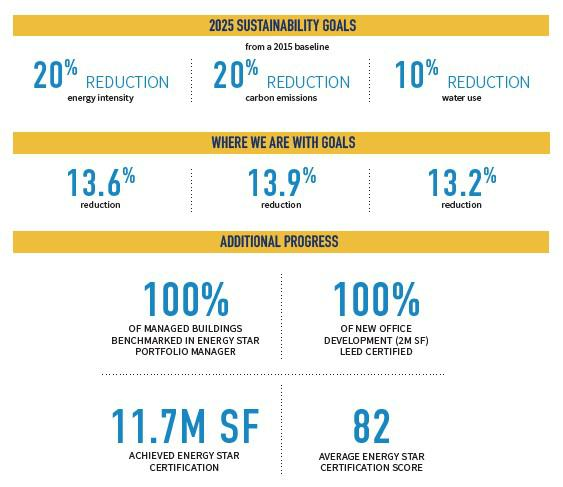 2025 SUSTAINABILITY GOALS
from a 2015 baseline
20% REDUCTION
energy intensity
20% REDUCTION
carbon emissions
10% REDUCTION
water use
WHERE WE ARE WITH GOALS
13.6%
reduction
13.9%
reduction
13.2%
reduction
ADDITIONAL PROGRESS
100%
OF MANAGED BUILDINGS
BENCHMARKED IN ENERGY STAR
PORTFOLIO MANAGER
100%
OF NEW OFFICE
DEVELOPMENT (2M SF)
LEED CERTIFIED
11.7M SF
ACHIEVED ENERGY STAR
CERTIFICATION
82
AVERAGE ENERGY STAR
CERTIFICATION SCORE